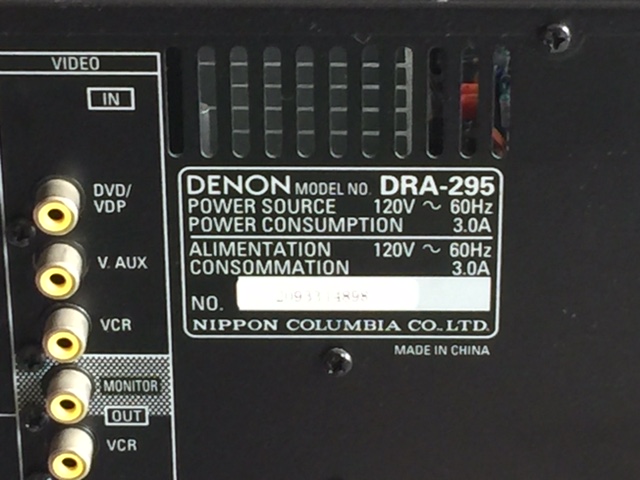 VIDEO
IN
DVD/
VDP
V. AUX
VCR
MONITOR
OUT
VCR
DENON MODEL NO. DRA-295
POWER SOURCE 120V ~ 60Hz
POWER CONSUMPTION 3.0A
ALIMENTATION 120V ~ 60Hz
CONSOMMATION 3.0A
NO.
NIPPON COLUMBIA CO., LTD.
MADE IN CHINA